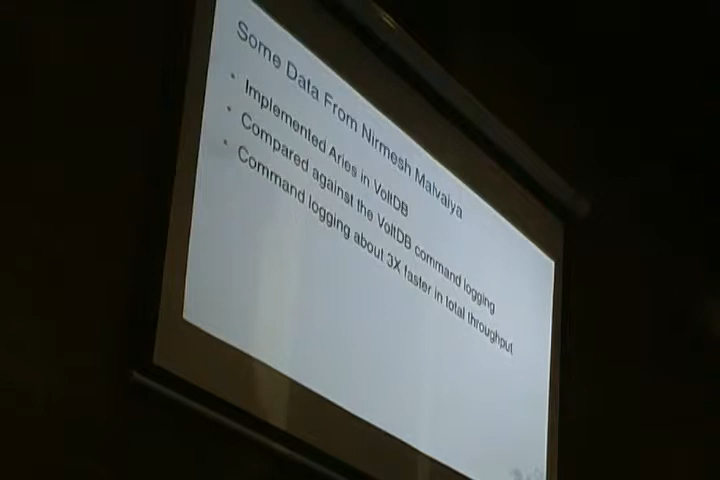 Some Data From Nirmesh Malvaiya
• Implemented Aries in VoltDB
• Compared against the VoltDB command logging
• Command logging about 3X faster in total throughput